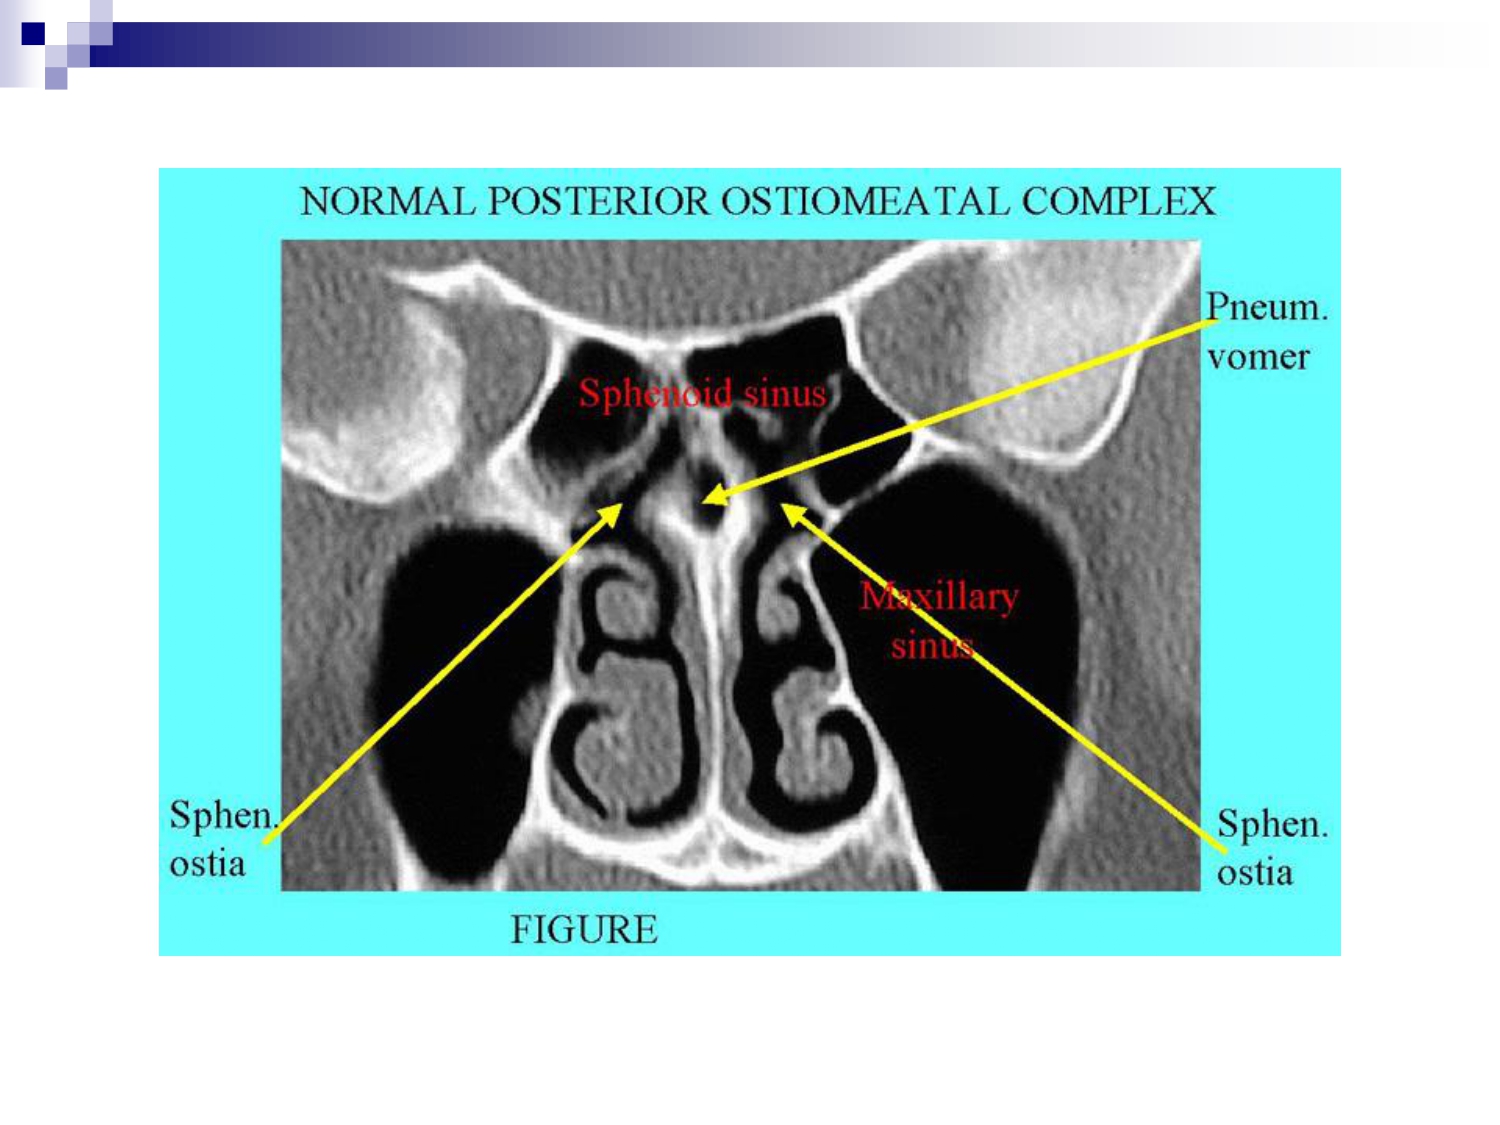 NORMAL POSTERIOR OSTIOMEATAL COMPLEX
Pneum.
vomer
Sphenoid sinus
Maxillary
sinus
Sphen.
ostia
Sphen.
ostia
FIGURE